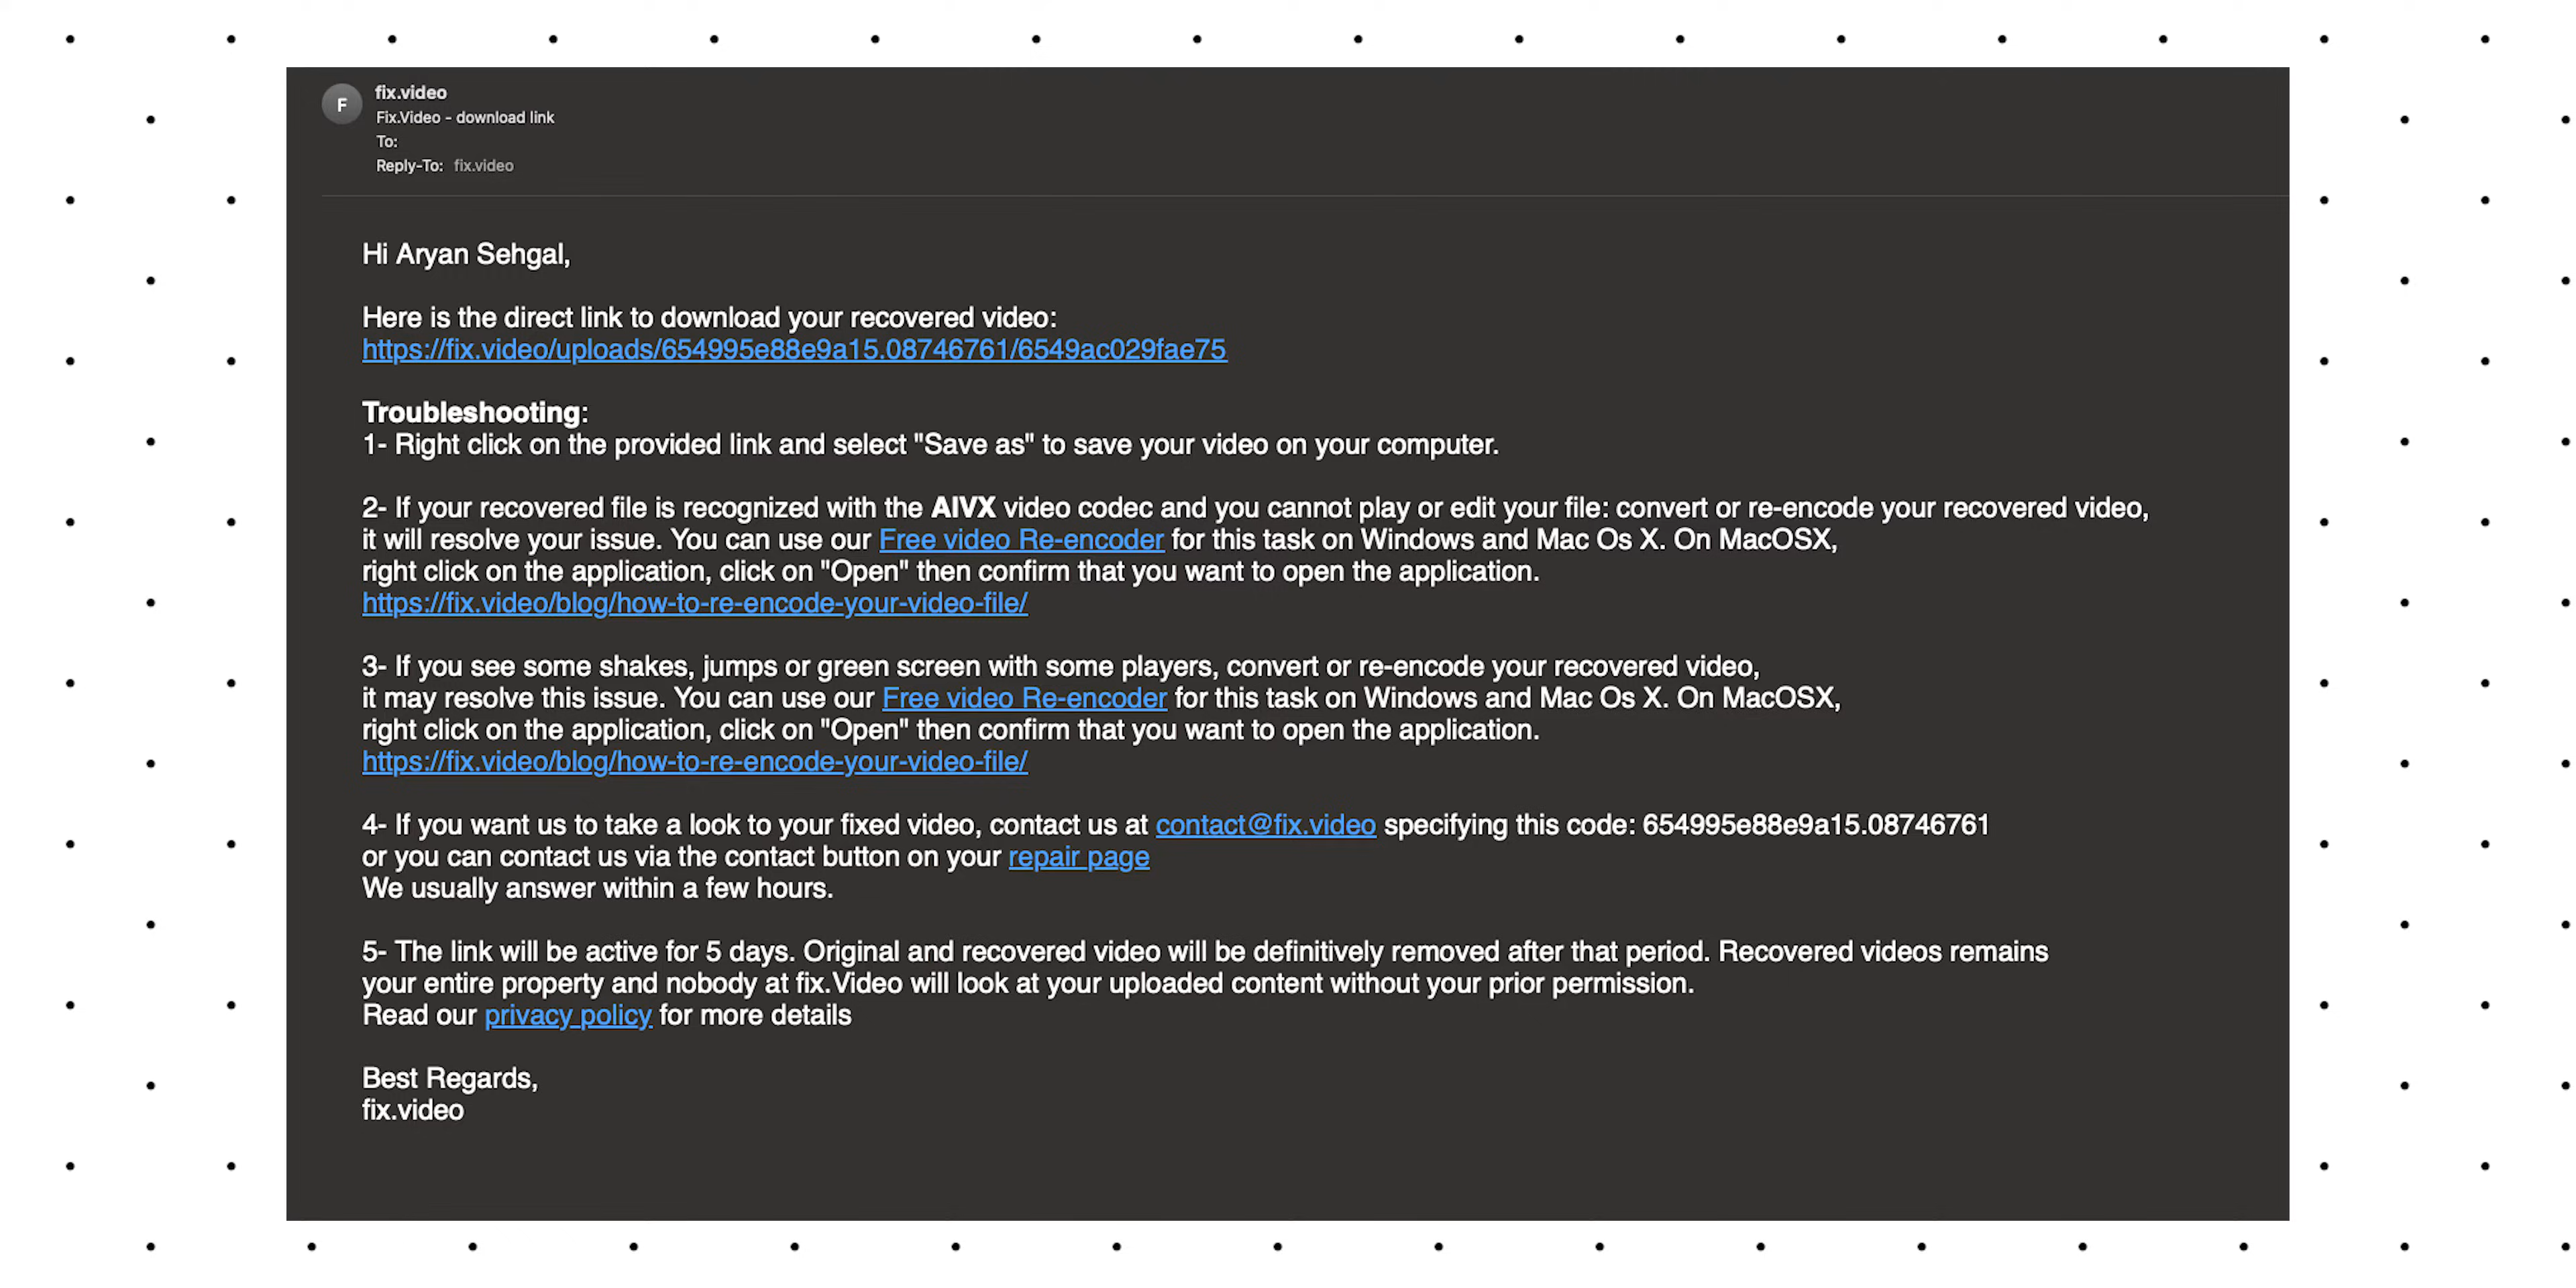 F
fix.video
Fix.Video - download link
To:
Reply-To: fix.video
Hi Aryan Sehgal,
Here is the direct link to download your recovered video:
https://fix.video/uploads/654995e88e9a15.08746761/6549ac029fae75
Troubleshooting:
1- Right click on the provided link and select "Save as" to save your video on your computer.
2- If your recovered file is recognized with the AIVX video codec and you cannot play or edit your file: convert or re-encode your recovered video,
it will resolve your issue. You can use our Free video Re-encoder for this task on Windows and Mac Os X. On MacOSX,
right click on the application, click on "Open" then confirm that you want to open the application.
https://fix.video/blog/how-to-re-encode-your-video-file/
3- If you see some shakes, jumps or green screen with some players, convert or re-encode your recovered video,
it may resolve this issue. You can use our Free video Re-encoder for this task on Windows and Mac Os X. On MacOSX,
right click on the application, click on "Open" then confirm that you want to open the application.
https://fix.video/blog/how-to-re-encode-your-video-file/
4- If you want us to take a look to your fixed video, contact us at contact@fix.video specifying this code: 654995e88e9a15.08746761
or you can contact us via the contact button on your repair page
We usually answer within a few hours.
5- The link will be active for 5 days. Original and recovered video will be definitively removed after that period. Recovered videos remains
your entire property and nobody at fix.Video will look at your uploaded content without your prior permission.
Read our privacy policy for more details
Best Regards,
fix.video